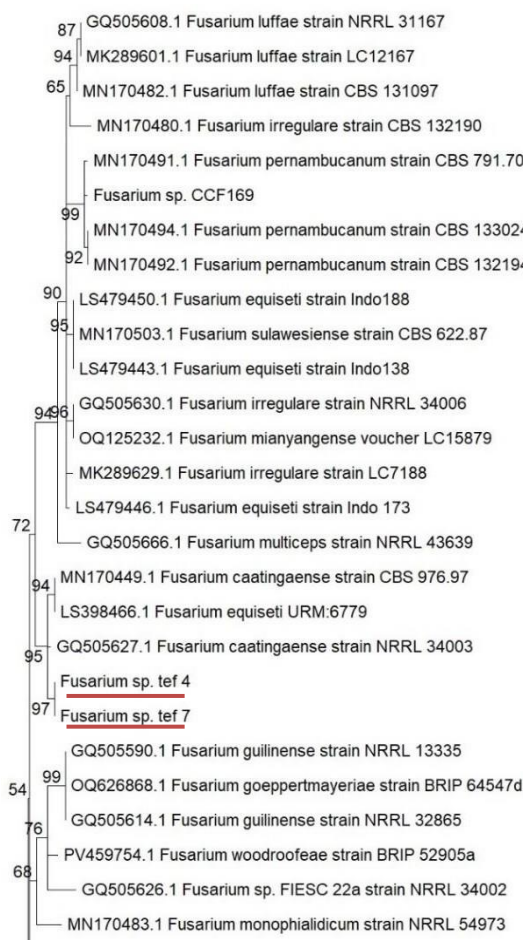 87
GQ505608.1 Fusarium luffae strain NRRL 31167
94
MK289601.1 Fusarium luffae strain LC12167
65
MN170482.1 Fusarium luffae strain CBS 131097
MN170480.1 Fusarium irregulare strain CBS 132190
MN170491.1 Fusarium pernambucanum strain CBS 791.70
Fusarium sp. CCF169
99
MN170494.1 Fusarium pernambucanum strain CBS 133024
92
MN170492.1 Fusarium pernambucanum strain CBS 132194
90
LS479450.1 Fusarium equiseti strain Indo188
95
MN170503.1 Fusarium sulawesiense strain CBS 622.87
LS479443.1 Fusarium equiseti strain Indo138
GQ505630.1 Fusarium irregulare strain NRRL 34006
94
96
OQ125232.1 Fusarium mianyangense voucher LC15879
MK289629.1 Fusarium irregulare strain LC7188
LS479446.1 Fusarium equiseti strain Indo 173
72
GQ505666.1 Fusarium multiceps strain NRRL 43639
94
MN170449.1 Fusarium caatingaense strain CBS 976.97
LS398466.1 Fusarium equiseti URM:6779
95
GQ505627.1 Fusarium caatingaense strain NRRL 34003
Fusarium sp. tef 4
97
Fusarium sp. tef 7
GQ505590.1 Fusarium guilinense strain NRRL 13335
99
54
OQ626868.1 Fusarium goeppertmayeriae strain BRIP 64547d
GQ505614.1 Fusarium guilinense strain NRRL 32865
76
PV459754.1 Fusarium woodroofeae strain BRIP 52905a
68
GQ505626.1 Fusarium sp. FIESC 22a strain NRRL 34002
MN170483.1 Fusarium monophialidicum strain NRRL 54973